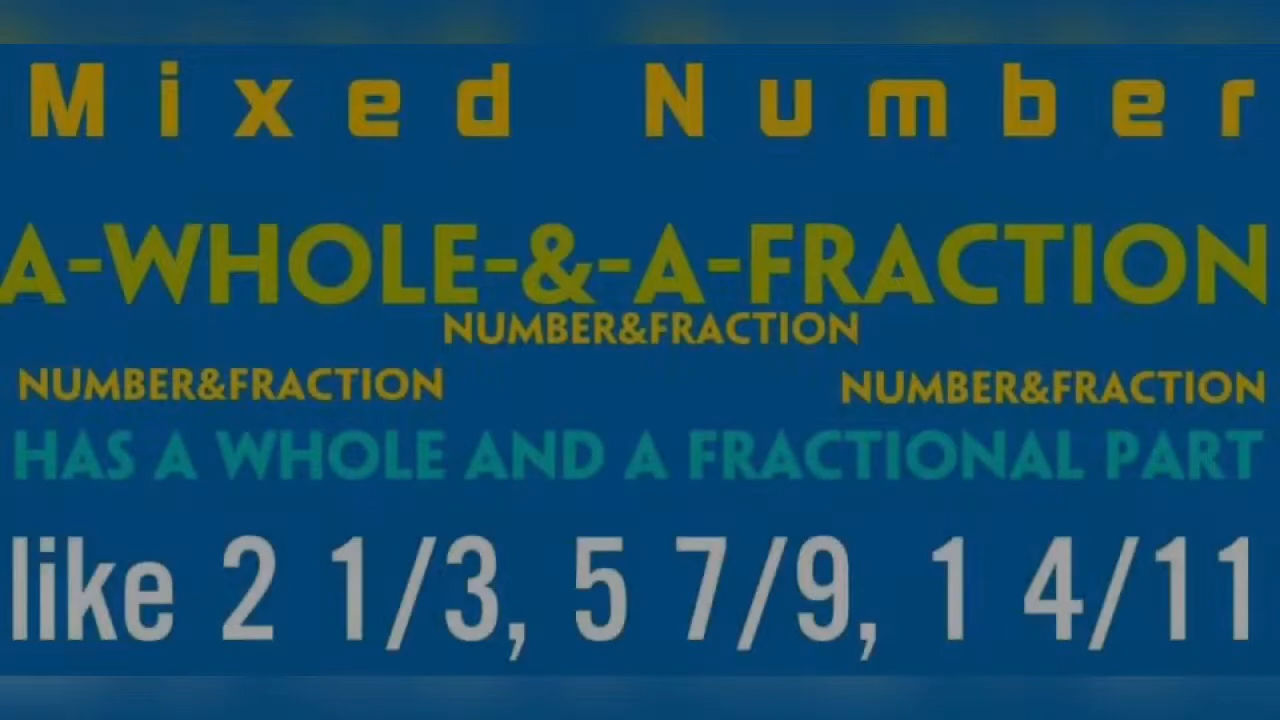 Mixed Number
A-WHOLE-&-A-FRACTION
NUMBER&FRACTION
NUMBER&FRACTION NUMBER&FRACTION
HAS A WHOLE AND A FRACTIONAL PART
like 2 1/3, 5 7/9, 1 4/11